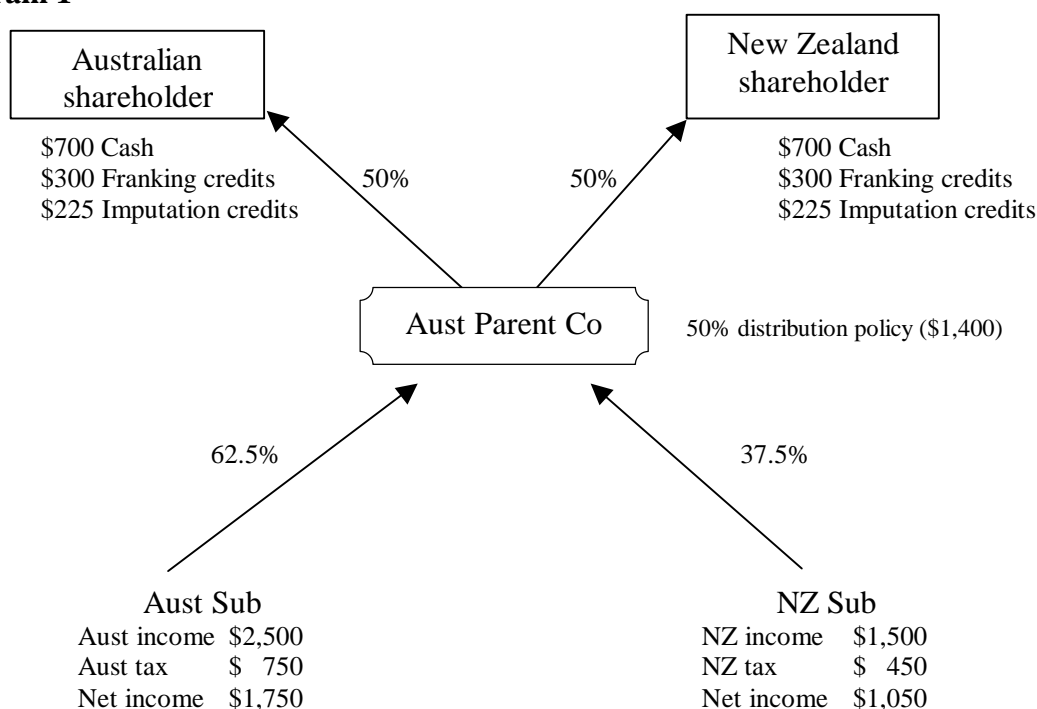 Australian
shareholder
New Zealand
shareholder
$700 Cash
$300 Franking credits
$225 Imputation credits
50%
50%
$700 Cash
$300 Franking credits
$225 Imputation credits
Aust Parent Co
50% distribution policy ($1,400)
62.5%
37.5%
Aust Sub
Aust income $2,500
Aust tax $ 750
Net income $1,750
NZ Sub
NZ income $1,500
NZ tax $ 450
Net income $1,050